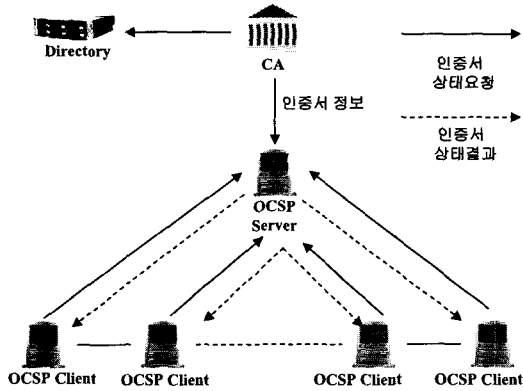 Directory
CA
인증서
상태요청
인증서 정보
인증서
상태결과
OCSP
Server
OCSP Client
OCSP Client
OCSP Client
OCSP Client